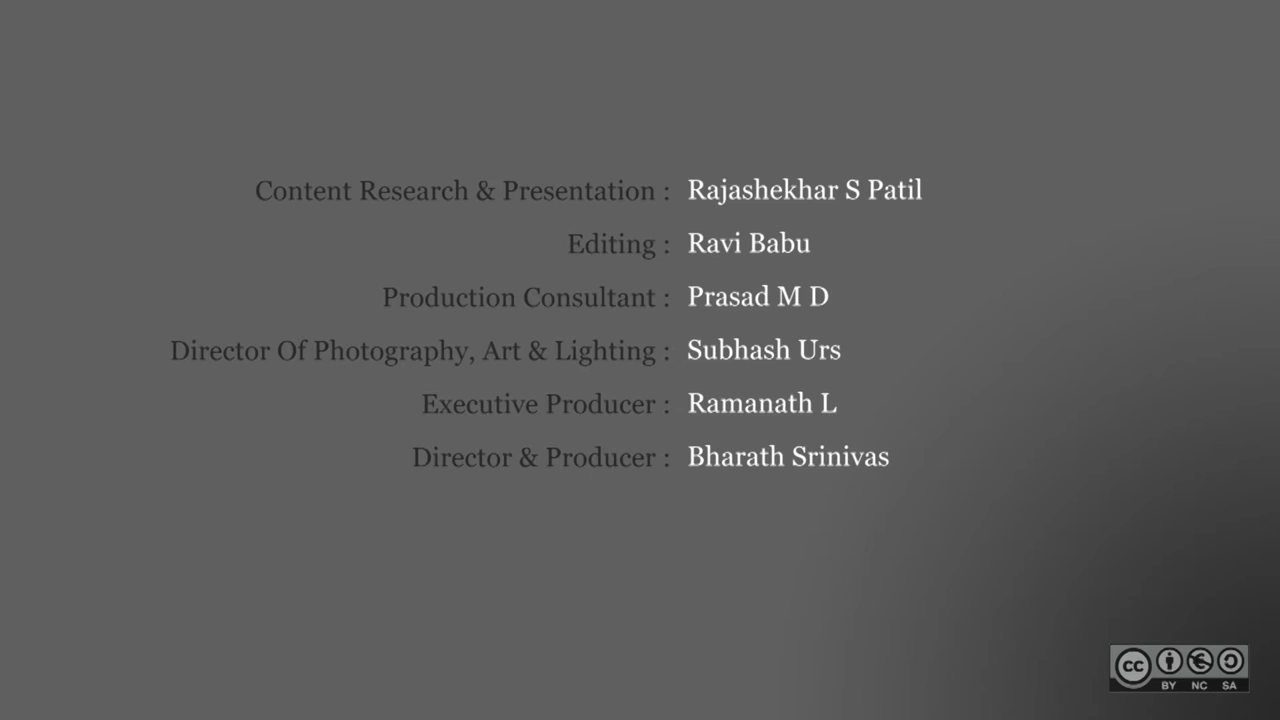 Content Research & Presentation : Rajashekhar S Patil
Editing : Ravi Babu
Production Consultant : Prasad M D
Director Of Photography, Art & Lighting : Subhash Urs
Executive Producer : Ramanath L
Director & Producer : Bharath Srinivas
cc BY NC SA